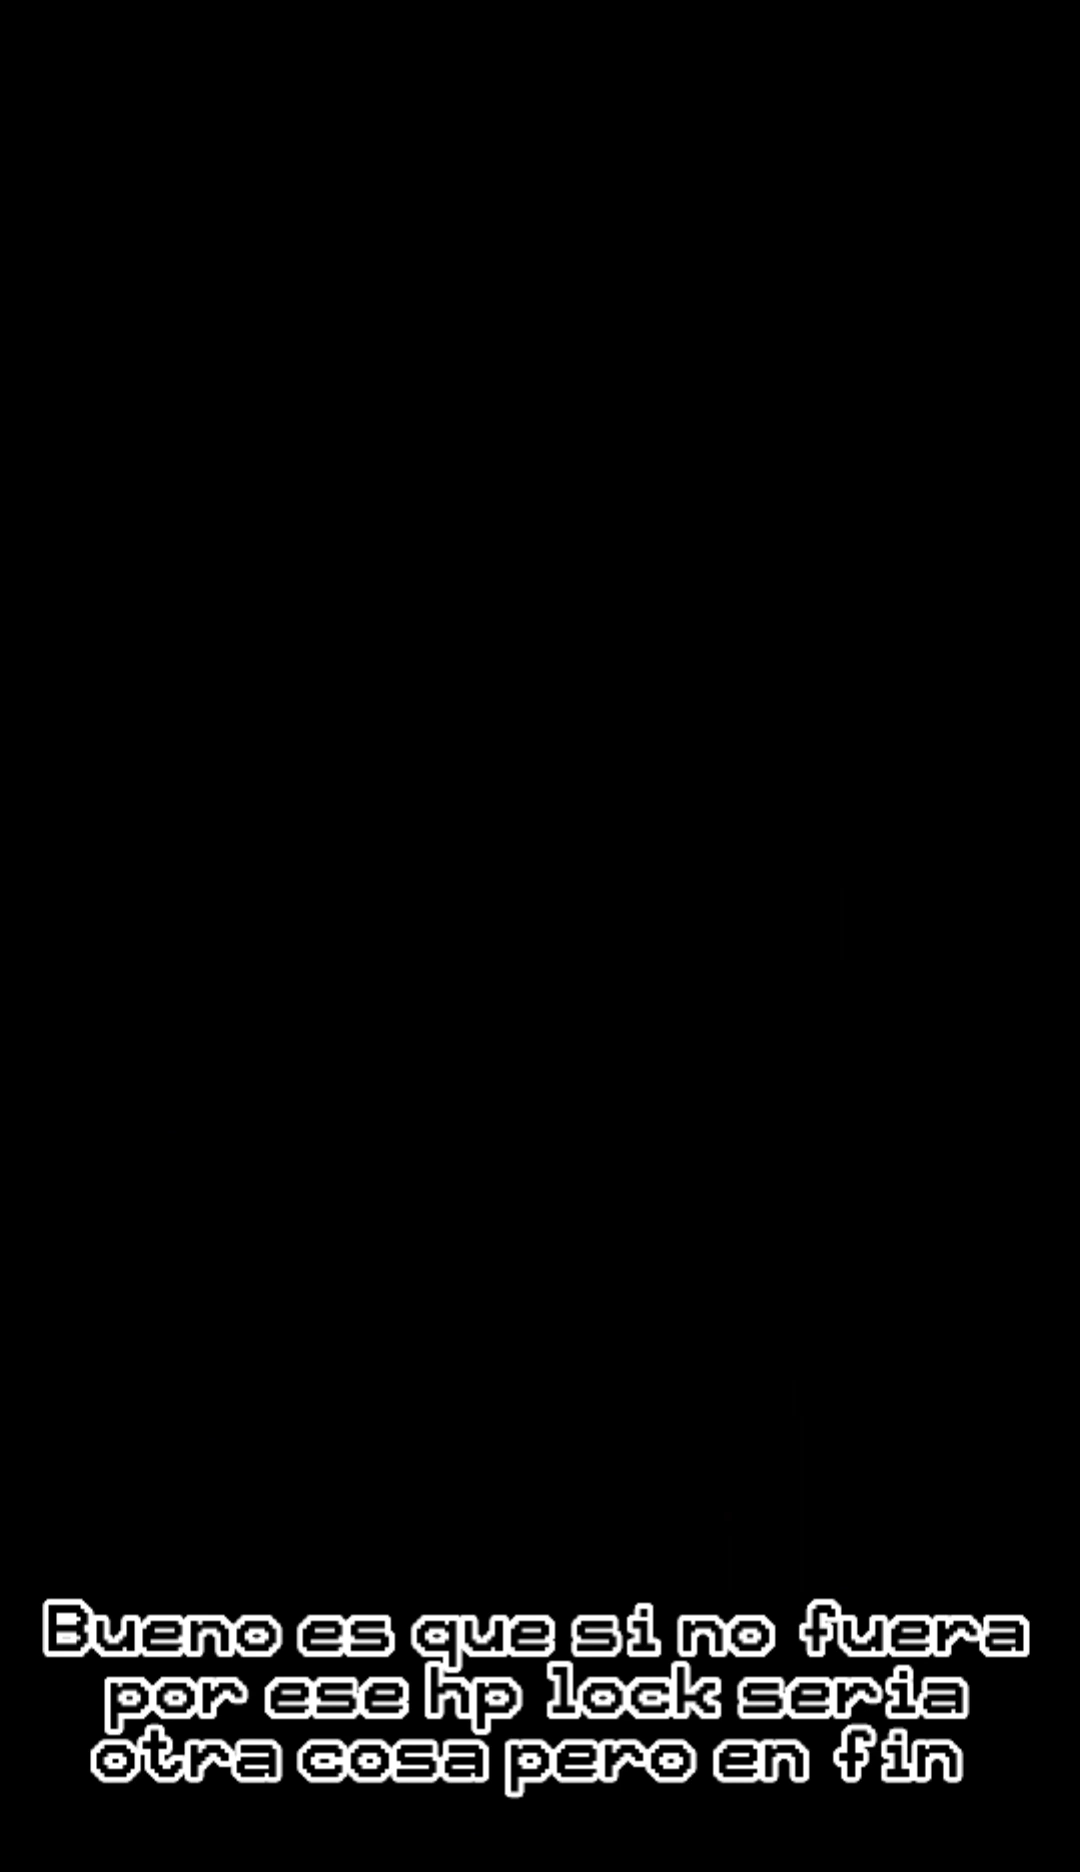 Bueno es que si no fuera
por ese hp lock seria
otra cosa pero en fin